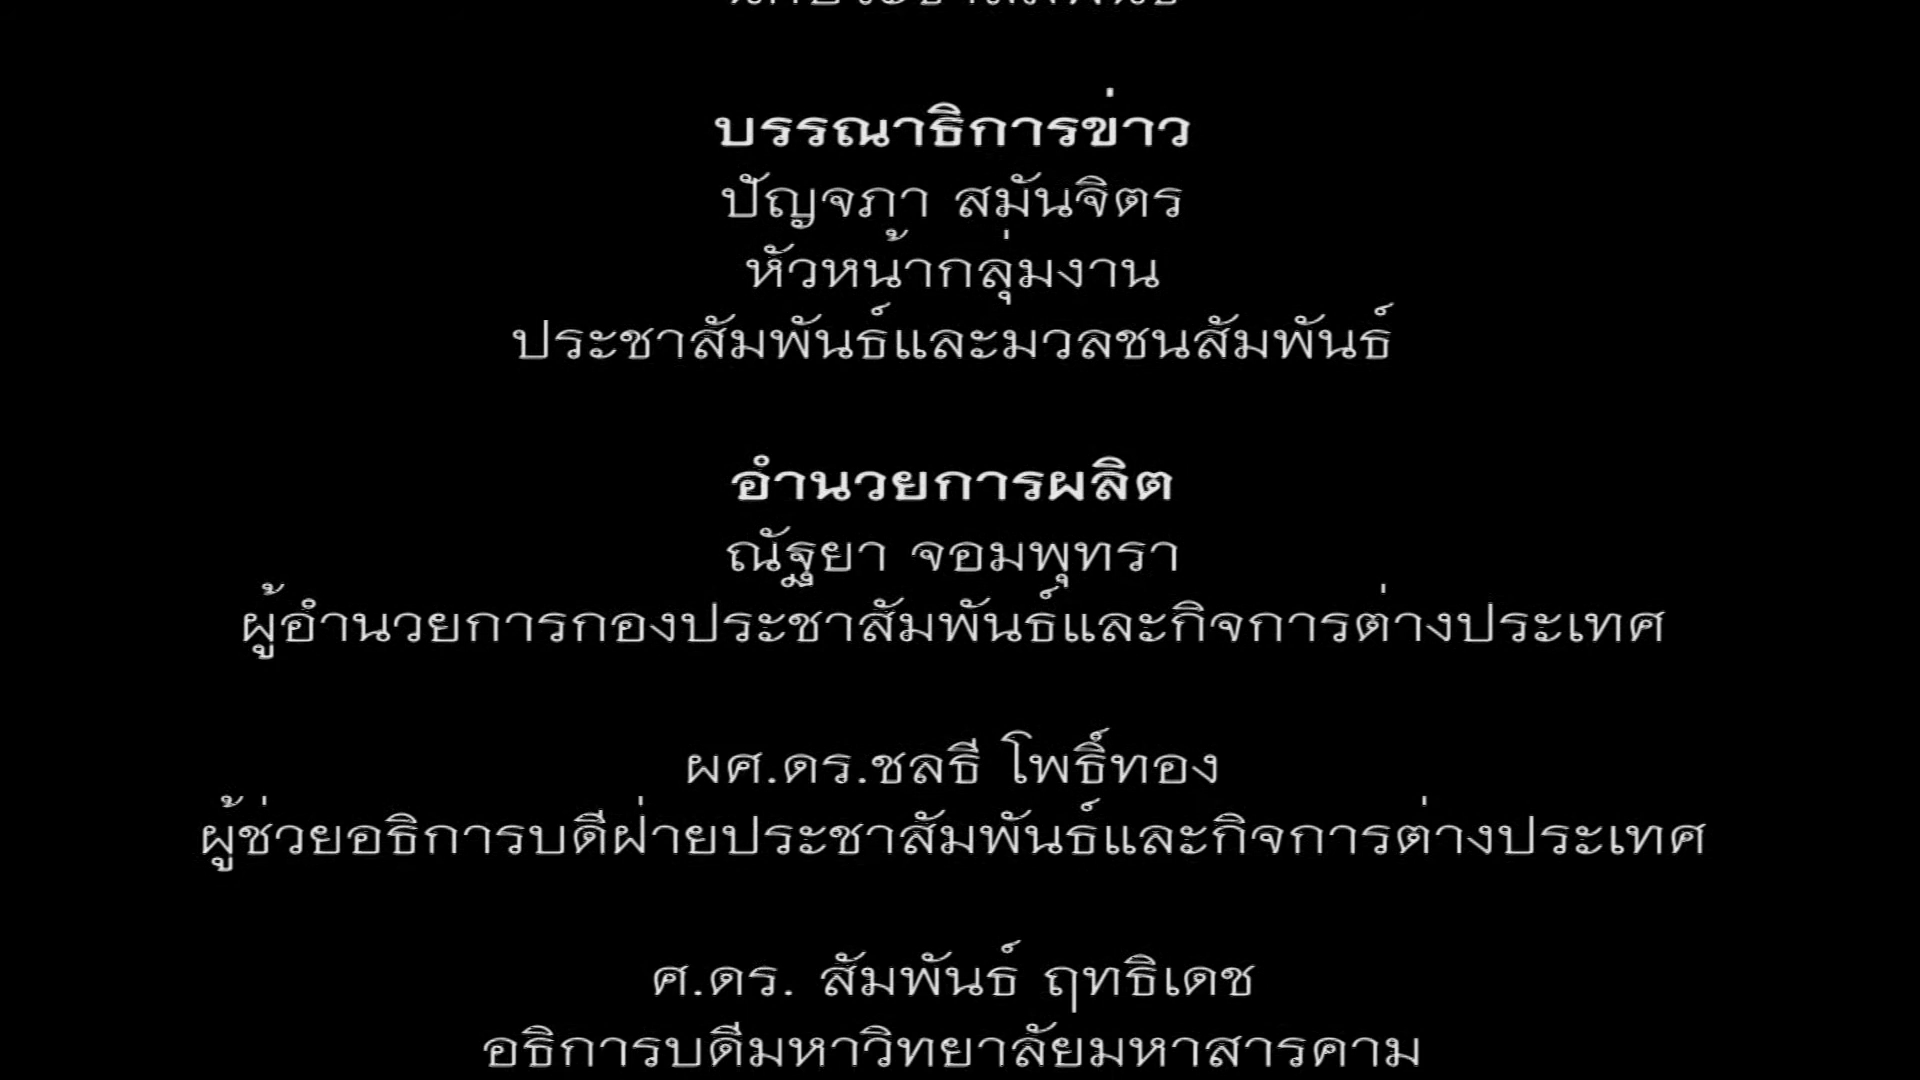 บรรณาธิการข่าว
ปัญจภา สมันจิตร
หัวหน้ากลุ่มงาน
ประชาสัมพันธ์และมวลชนสัมพันธ์
อำนวยการผลิต
ณัฐยา จอมพุทรา
ผู้อำนวยการกองประชาสัมพันธ์และกิจการต่างประเทศ
ผศ.ดร.ชลธี โพธิ์ทอง
ผู้ช่วยอธิการบดีฝ่ายประชาสัมพันธ์และกิจการต่างประเทศ
ศ.ดร. สัมพันธ์ ฤทธิเดช
อธิการบดีมหาวิทยาลัยมหาสารคาม